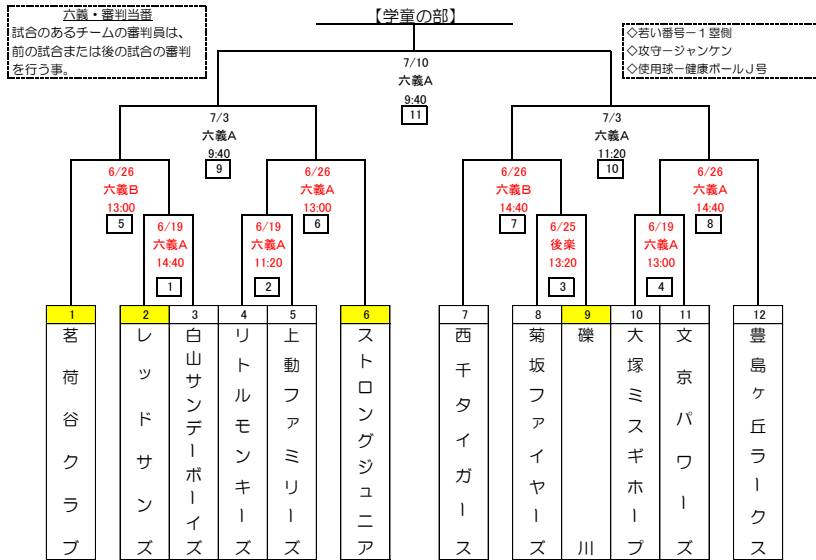 【学童の部】
六義・審判当番
試合のあるチームの審判員は、
前の試合または後の試合の審判
を行う事。
◇若い番号ー1塁側
◇攻守ージャンケン
◇使用球ー健康ボールJ号
7/10
六義A
9:40
11
7/3
六義A
9:40
9
7/3
六義A
11:20
10
6/26
六義B
13:00
5
6/26
六義A
13:00
6
6/26
六義B
14:40
7
6/26
六義A
14:40
8
6/19
六義A
14:40
1
6/19
六義A
11:20
2
6/25
後楽
13:20
3
6/19
六義A
13:00
4
1
茗荷谷クラブ
2
レッドサンズ
3
白山サンデーボーイズ
4
リトルモンキーズ
5
上動ファミリーズ
6
ストロングジュニア
7
西千タイガース
8
菊坂ファイヤーズ
9
礫川
10
大塚ミスギホープ
11
文京パワーズ
12
豊島ヶ丘ラークス